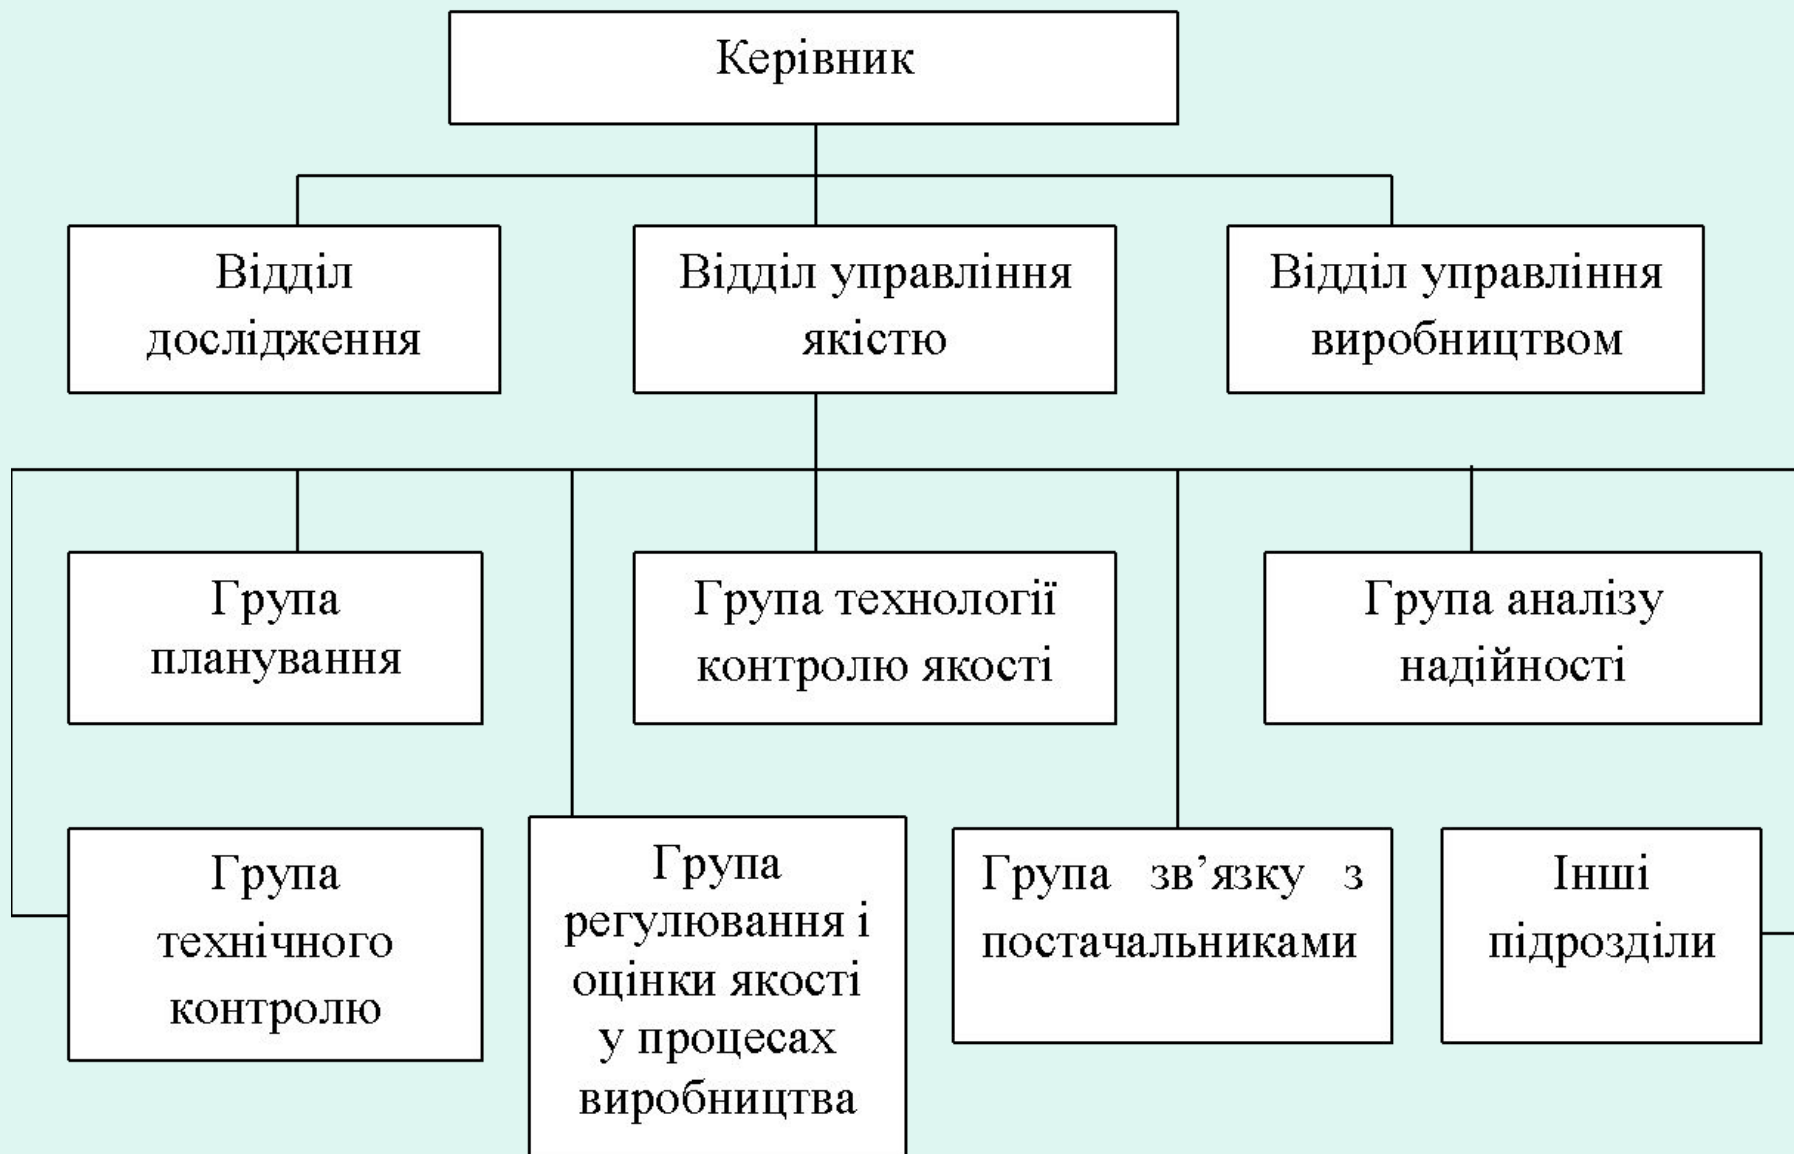 Керівник
Відділ
дослідження
Відділ управління
якістю
Відділ управління
виробництвом
Група
планування
Група технології
контролю якості
Група аналізу
надійності
Група
технічного
контролю
Група
регулювання і
оцінки якості
у процесах
виробництва
Група зв’язку з
постачальниками
Інші
підрозділи